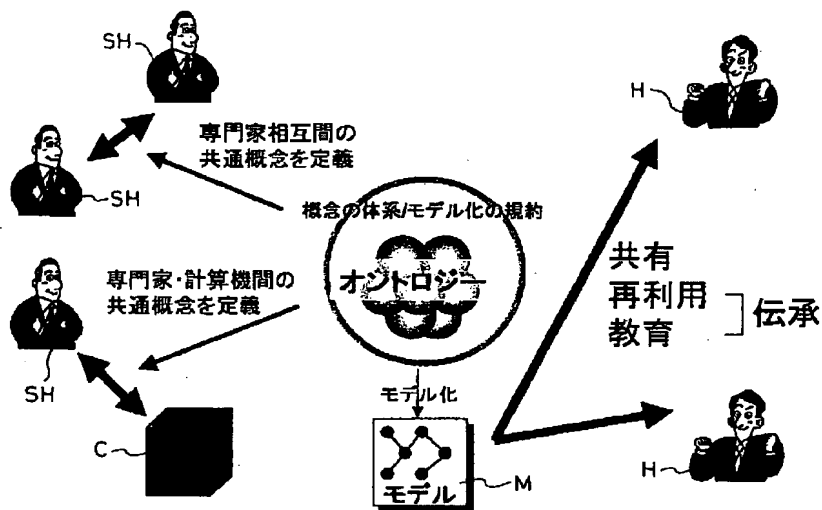 SH
H
専門家相互間の
共通概念を定義
SH
概念の体系/モデル化の規約
オントロジー
専門家・計算機間の
共通概念を定義
共有
再利用
教育
伝承
SH
モデル化
C
モデル
M
H